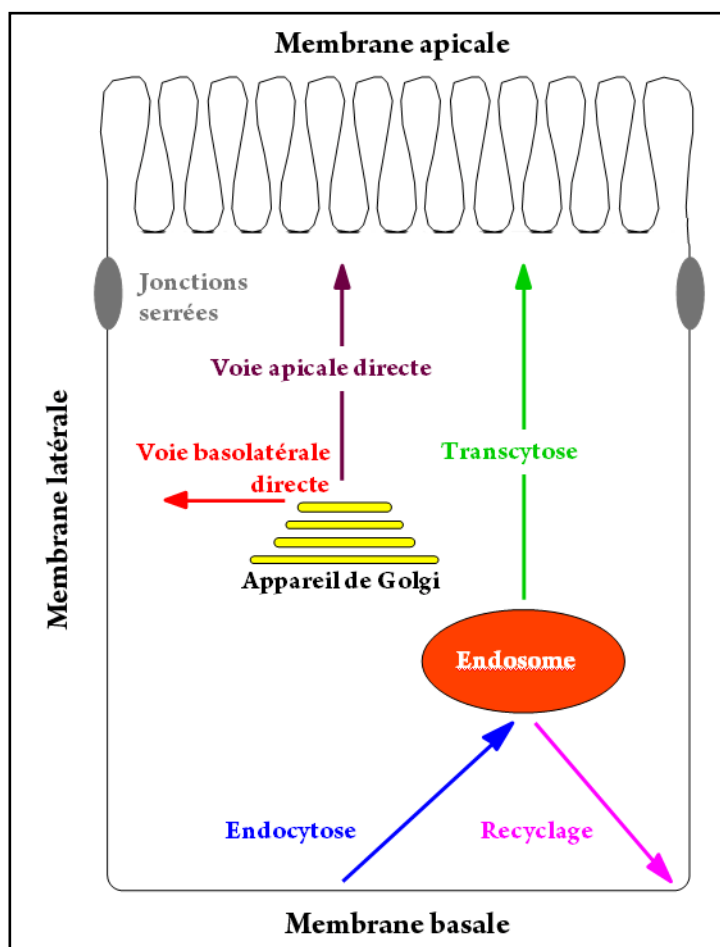 Membrane apicale
Jonctions
serrées
Voie apicale directe
Membrane latérale
Voie basolatérale
directe
Transcytose
Appareil de Golgi
Endosome
Endocytose
Recyclage
Membrane basale